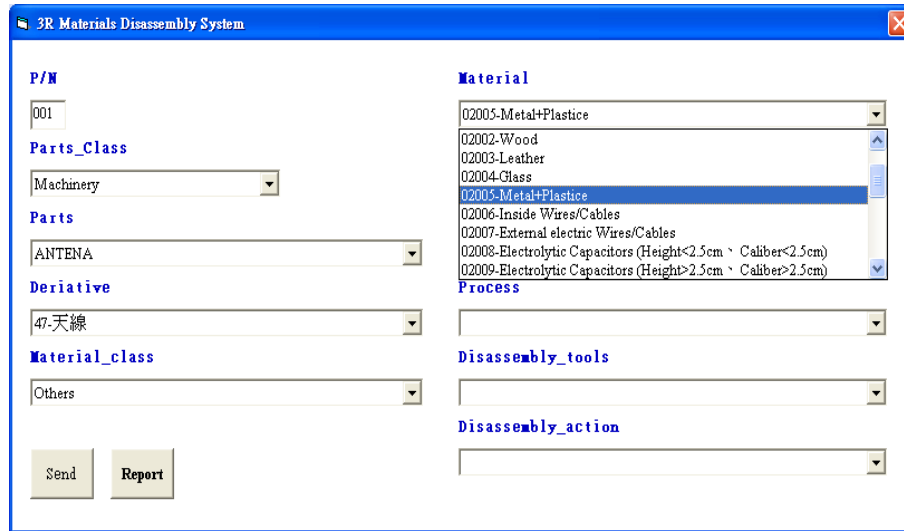 3R Materials Disassembly System
P/N
001
Parts_Class
Machinery
Parts
ANTENA
Deriative
47-天線
Material_class
Others
Send
Report
Material
02005-Metal+Plastice
02002-Wood
02003-Leather
02004-Glass
02005-Metal+Plastice
02006-Inside Wires/Cables
02007-External electric Wires/Cables
02008-Electrolytic Capacitors (Height<2.5cm、Caliber<2.5cm)
02009-Electrolytic Capacitors (Height>2.5cm、Caliber>2.5cm)
Process
Disassembly_tools
Disassembly_action